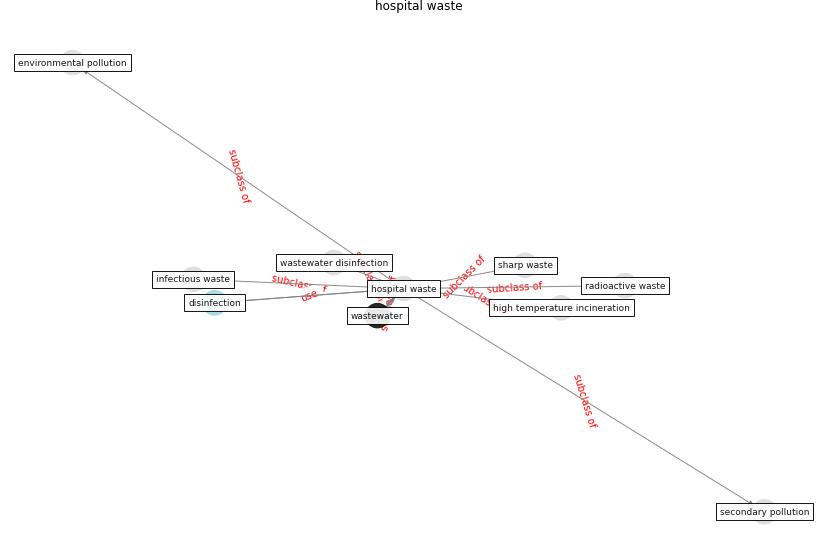 hospital waste
environmental pollution
subclass of
wastewater disinfection
sharp waste
subclass of
infectious waste
subclass of
radioactive waste
subclass of
hospital waste
disinfection
use
high temperature incineration
wastewater
subclass of
secondary pollution